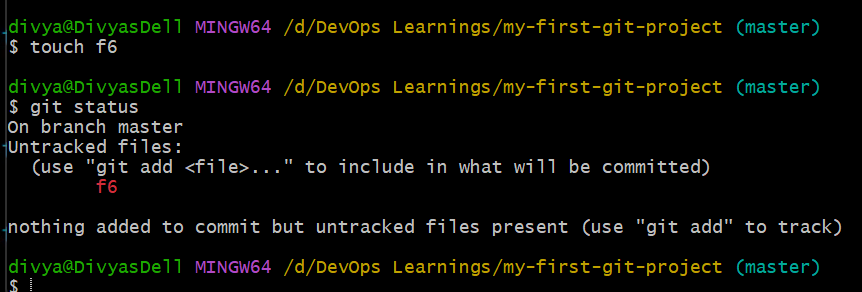 divya@DivyasDell MINGW64 /d/DevOps Learnings/my-first-git-project (master)
$ touch f6
divya@DivyasDell MINGW64 /d/DevOps Learnings/my-first-git-project (master)
$ git status
On branch master
Untracked files:
  (use "git add <file>..." to include in what will be committed)
        f6
nothing added to commit but untracked files present (use "git add" to track)
divya@DivyasDell MINGW64 /d/DevOps Learnings/my-first-git-project (master)
$